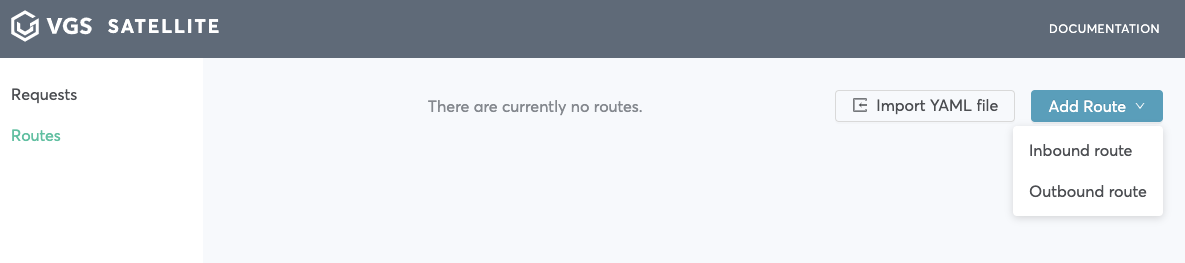 VGS SATELLITE
DOCUMENTATION
Requests
Routes
There are currently no routes.
Import YAML file
Add Route
Inbound route
Outbound route